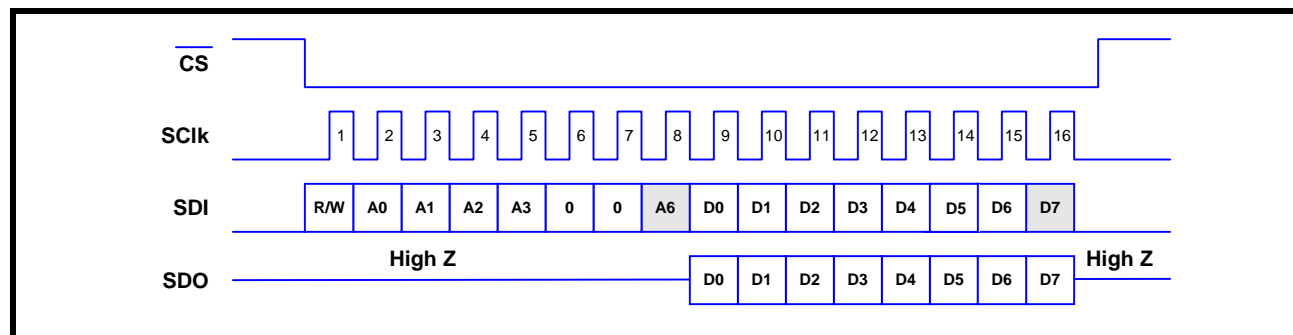 CS
SClk 1 2 3 4 5 6 7 8 9 10 11 12 13 14 15 16
SDI R/W A0 A1 A2 A3 0 0 A6 D0 D1 D2 D3 D4 D5 D6 D7
High Z High Z
SDO D0 D1 D2 D3 D4 D5 D6 D7